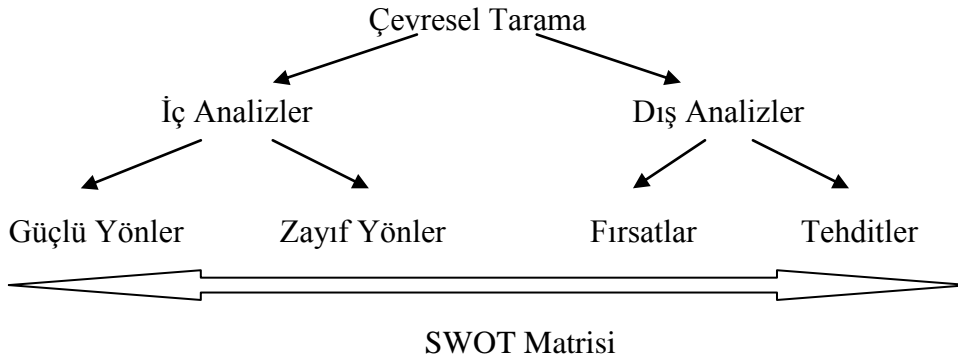 Çevresel Tarama
İç Analizler Dış Analizler
Güçlü Yönler Zayıf Yönler Fırsatlar Tehditler
SWOT Matrisi